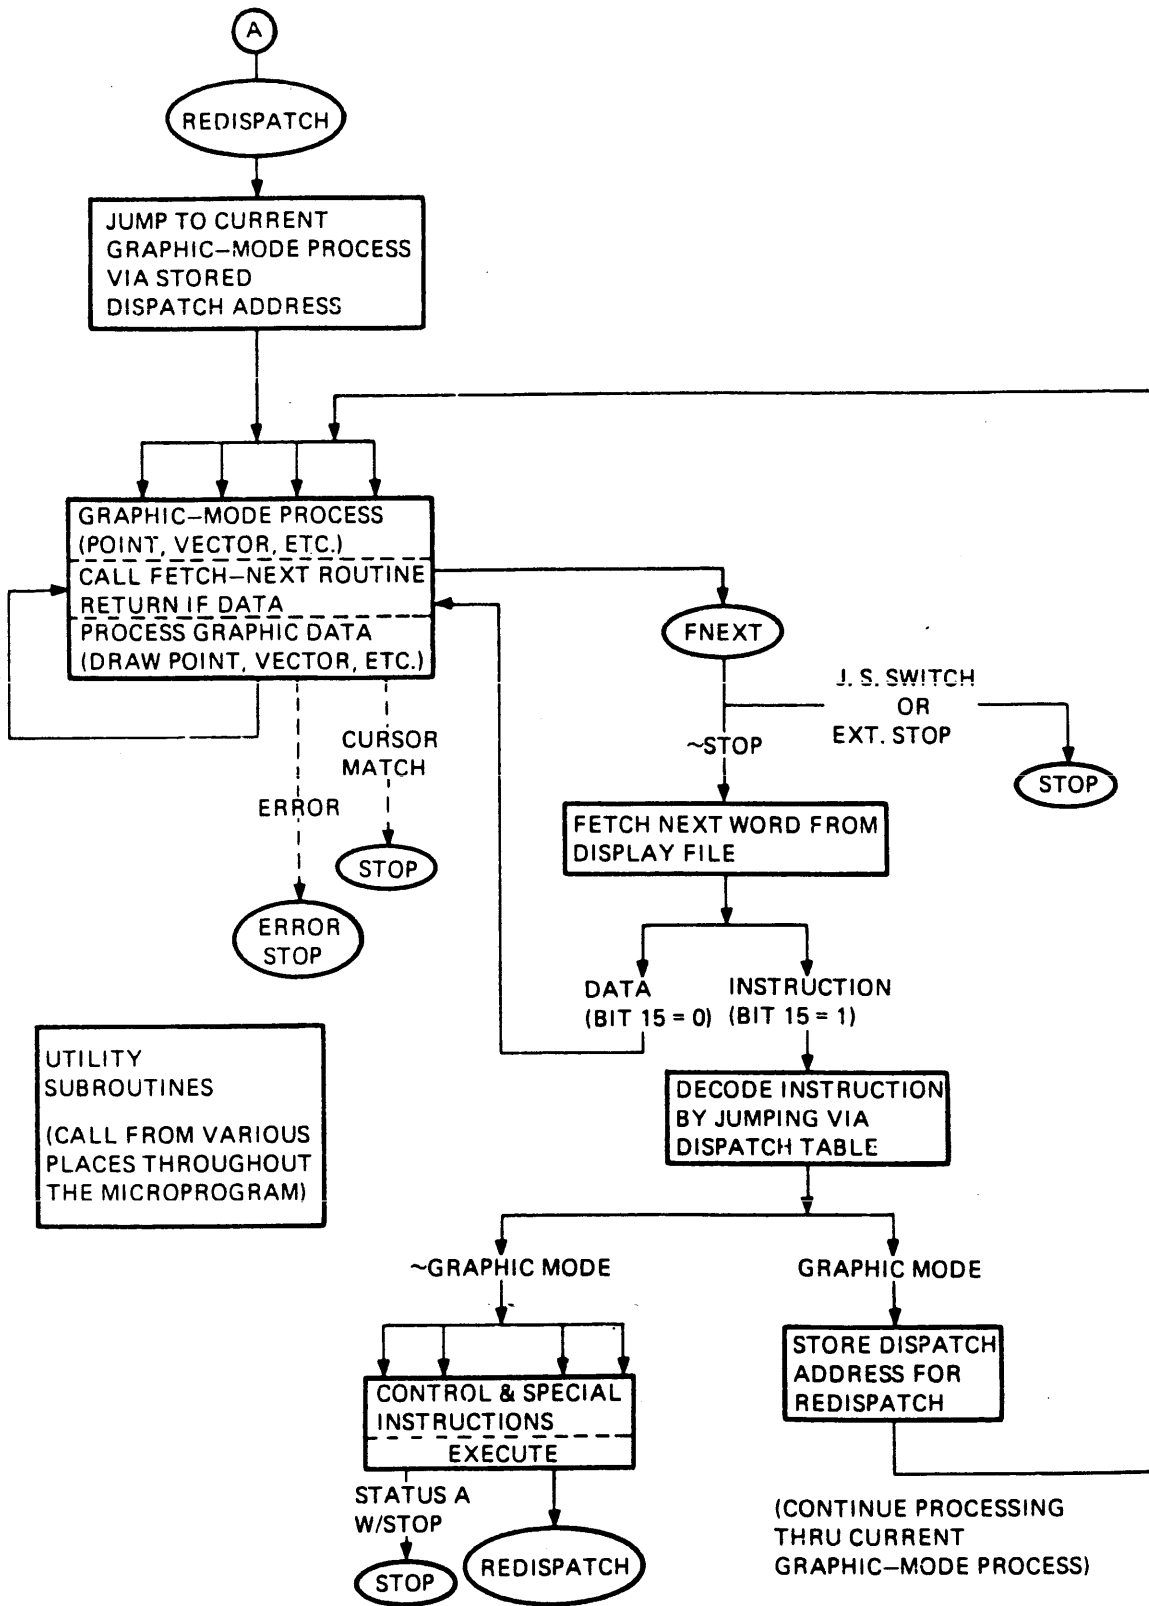 A
REDISPATCH
JUMP TO CURRENT
GRAPHIC–MODE PROCESS
VIA STORED
DISPATCH ADDRESS
GRAPHIC–MODE PROCESS
(POINT, VECTOR, ETC.)
CALL FETCH–NEXT ROUTINE
RETURN IF DATA
PROCESS GRAPHIC DATA
(DRAW POINT, VECTOR, ETC.)
CURSOR
MATCH
ERROR
STOP
ERROR
STOP
FNEXT
J. S. SWITCH
OR
EXT. STOP
~STOP
STOP
FETCH NEXT WORD FROM
DISPLAY FILE
DATA
(BIT 15 = 0)
INSTRUCTION
(BIT 15 = 1)
UTILITY
SUBROUTINES
(CALL FROM VARIOUS
PLACES THROUGHOUT
THE MICROPROGRAM)
DECODE INSTRUCTION
BY JUMPING VIA
DISPATCH TABLE
~GRAPHIC MODE
GRAPHIC MODE
CONTROL & SPECIAL
INSTRUCTIONS
EXECUTE
STORE DISPATCH
ADDRESS FOR
REDISPATCH
STATUS A
W/STOP
STOP
REDISPATCH
(CONTINUE PROCESSING
THRU CURRENT
GRAPHIC–MODE PROCESS)